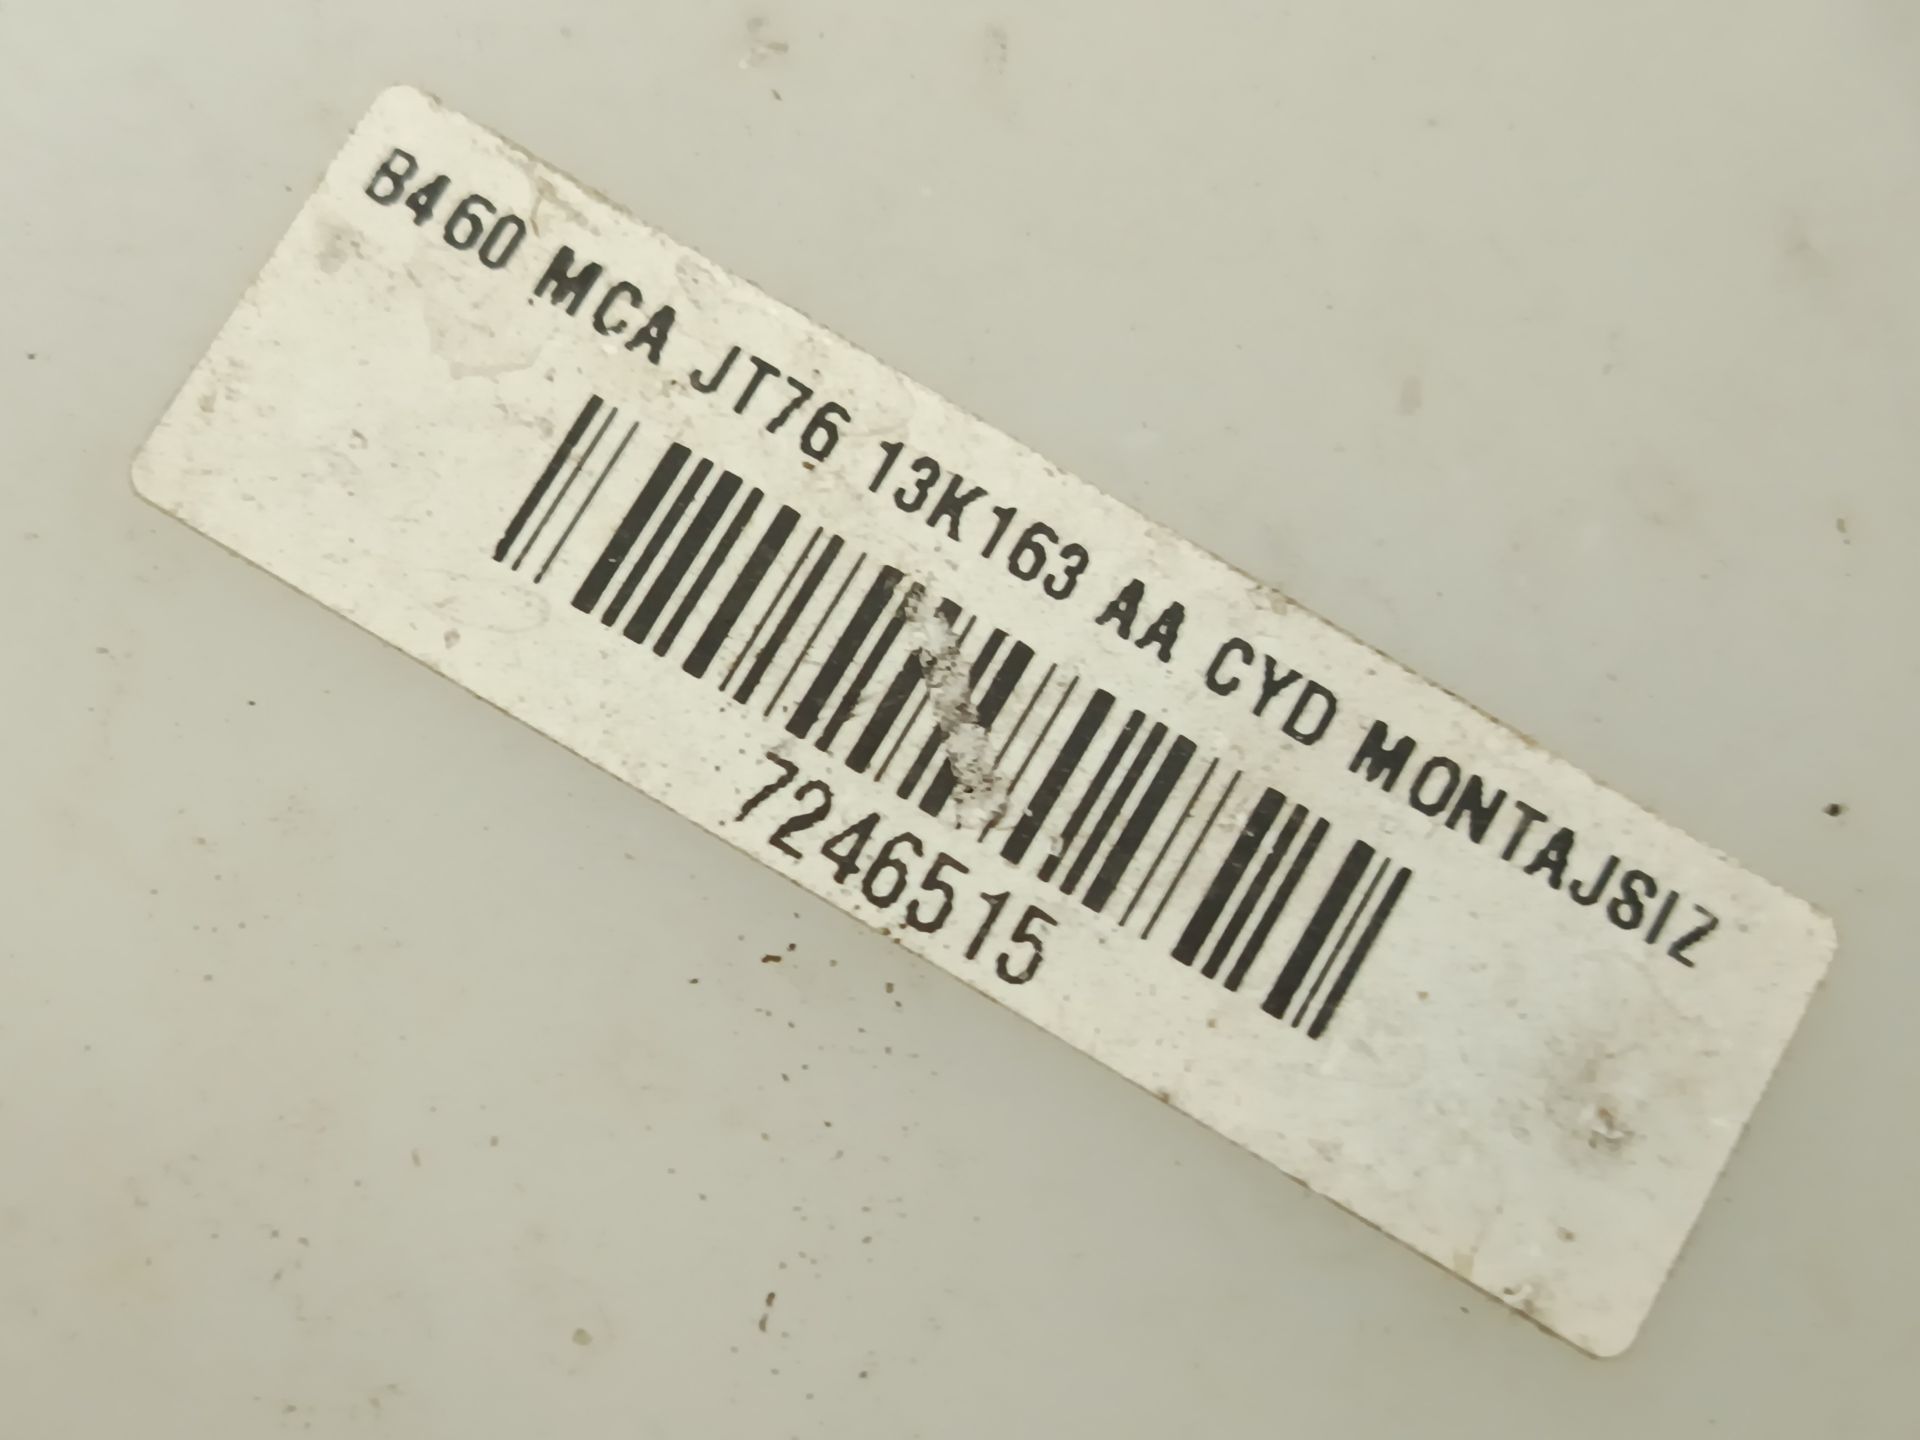 B460 MCA JT76 13K163 AA CYD MONTAJSIZ
7246515